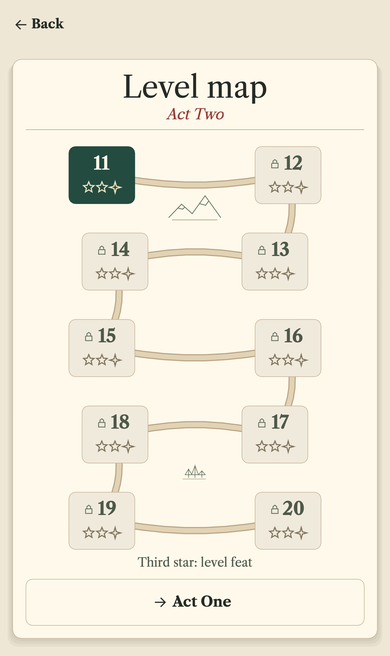 ← Back
Level map
Act Two
11 12
14 13
15 16
18 17
19 20
Third star: level feat
→ Act One